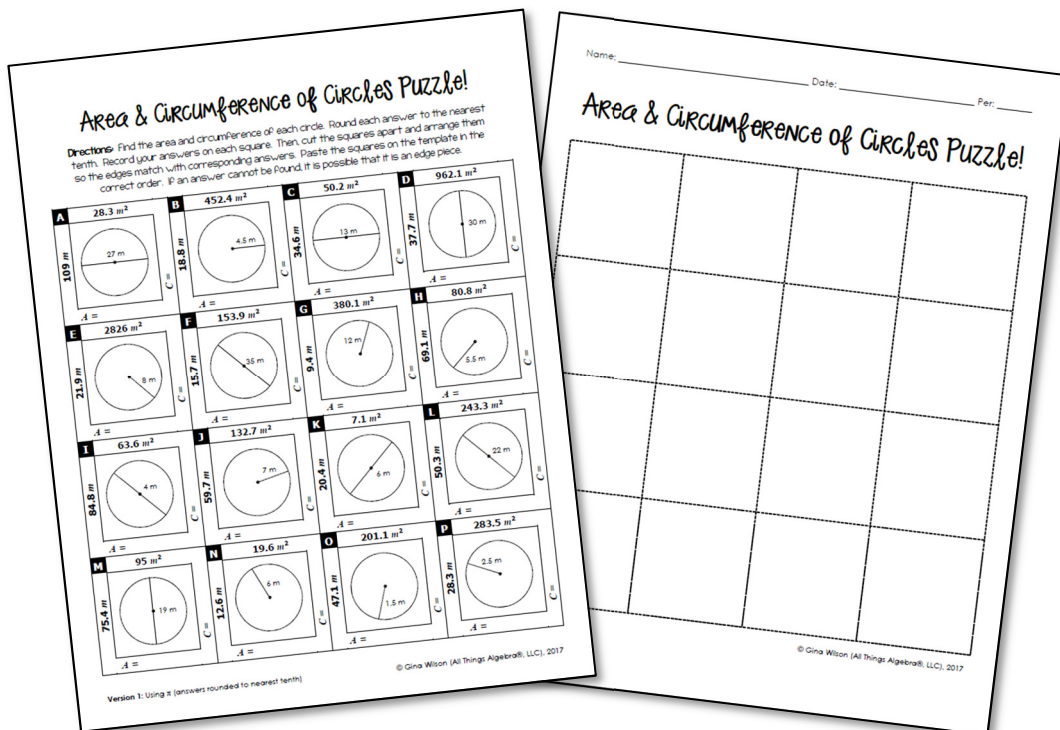 Area & Circumference of Circles Puzzle!
Directions: Find the area and circumference of each circle. Round each answer to the nearest
tenth. Record your answers on each square. Then, cut the squares apart and arrange them
so the edges match with corresponding answers. Paste the squares on the template in the
correct order. If an answer cannot be found, it is possible that it is an edge piece.
A 28.3 m²
109 m
27 m
C =
A =
B 452.4 m²
18.8 m
4.5 m
C =
A =
C 50.2 m²
34.6 m
13 m
C =
A =
D 962.1 m²
37.7 m
30 m
C =
A =
E 2826 m²
21.9 m
8 m
C =
A =
F 153.9 m²
15.7 m
35 m
C =
A =
G 380.1 m²
9.4 m
12 m
C =
A =
H 80.8 m²
69.1 m
5.5 m
C =
A =
I 63.6 m²
84.8 m
4 m
C =
A =
J 132.7 m²
59.7 m
7 m
C =
A =
K 7.1 m²
20.4 m
6 m
C =
A =
L 243.3 m²
50.3 m
22 m
C =
A =
M 95 m²
75.4 m
19 m
C =
A =
N 19.6 m²
12.6 m
6 m
C =
A =
O 201.1 m²
47.1 m
1.5 m
C =
A =
P 283.5 m²
28.3 m
2.5 m
C =
A =
Version 1: Using π (answers rounded to nearest tenth)
© Gina Wilson (All Things Algebra®, LLC), 2017
Name: Date: Per:
Area & Circumference of Circles Puzzle!
© Gina Wilson (All Things Algebra®, LLC), 2017